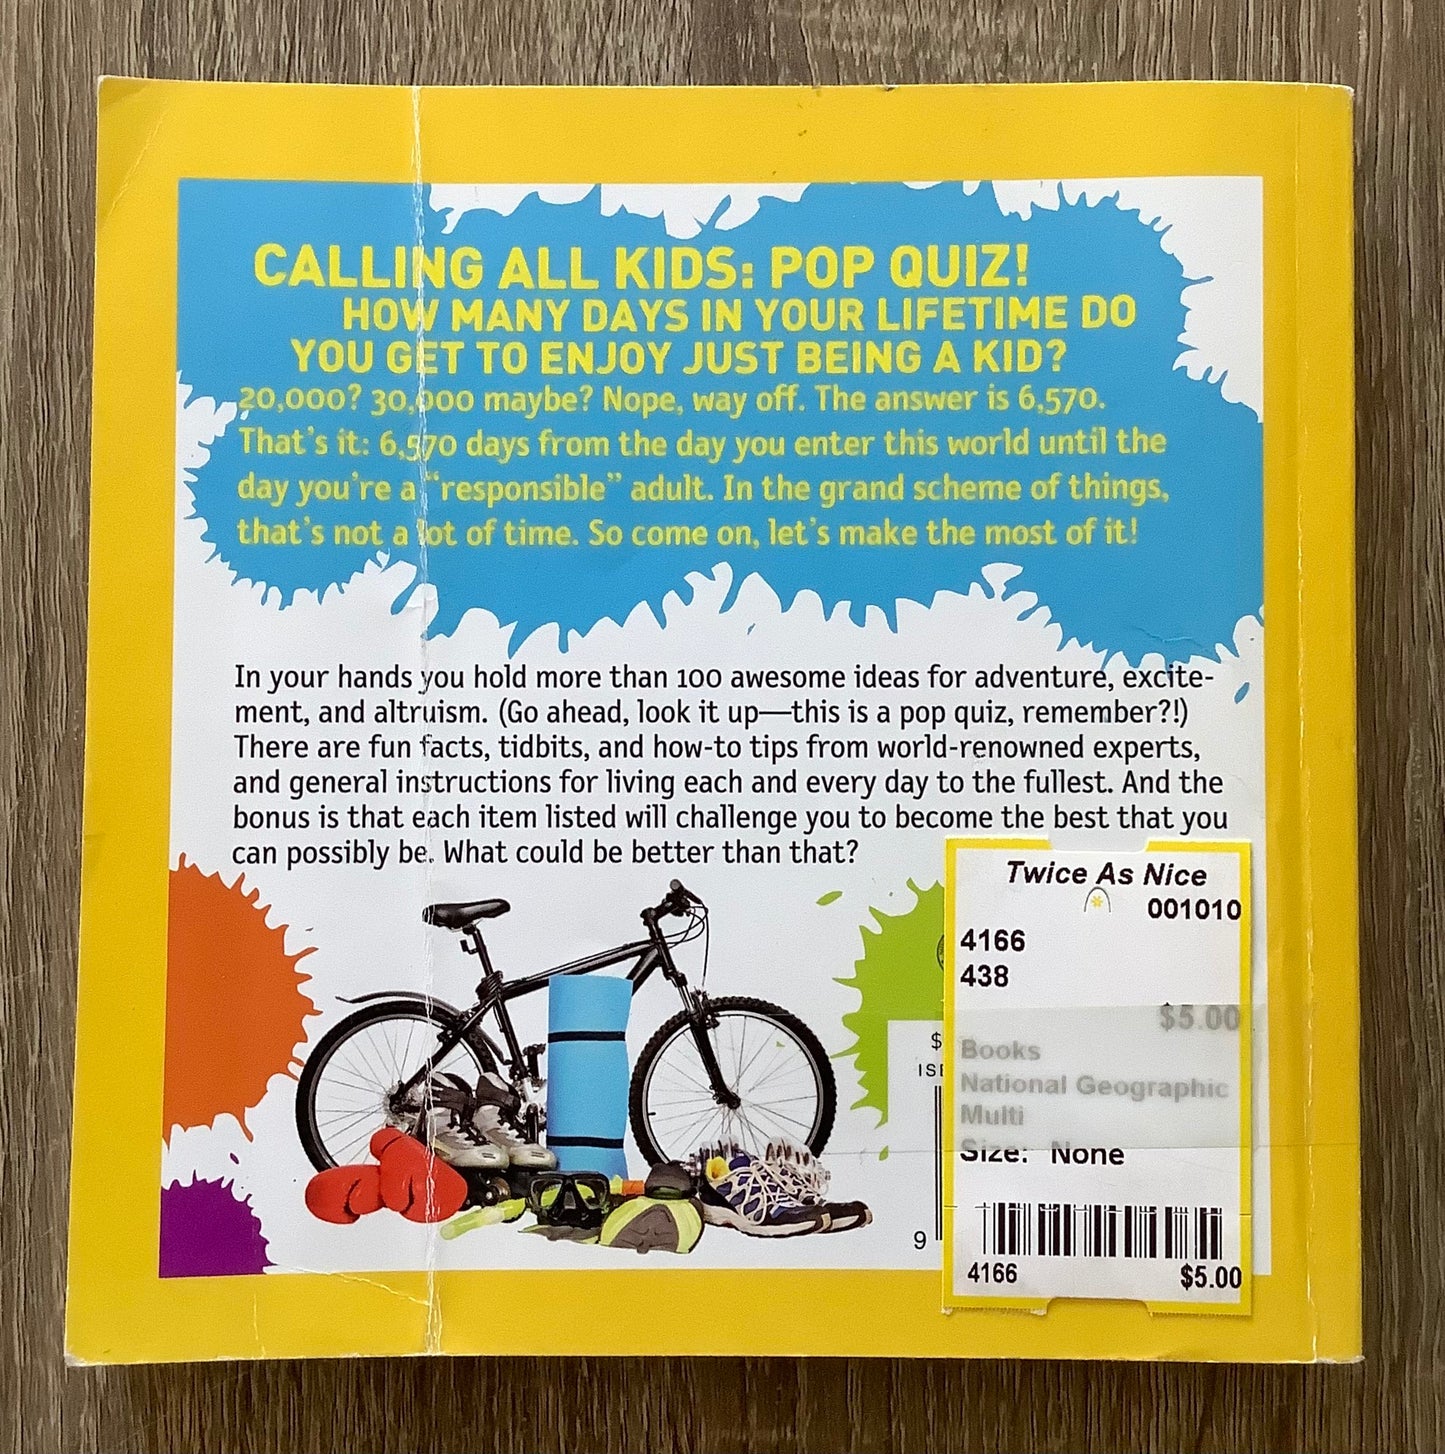 CALLING ALL KIDS: POP QUIZ!
HOW MANY DAYS IN YOUR LIFETIME DO
YOU GET TO ENJOY JUST BEING A KID?
20,000? 30,000 maybe? Nope, way off. The answer is 6,570.
That's it: 6,570 days from the day you enter this world until the
day you're a "responsible" adult. In the grand scheme of things,
that's not a lot of time. So come on, let's make the most of it!
In your hands you hold more than 100 awesome ideas for adventure, excite-
ment, and altruism. (Go ahead, look it up—this is a pop quiz, remember?!)
There are fun facts, tidbits, and how-to tips from world-renowned experts,
and general instructions for living each and every day to the fullest. And the
bonus is that each item listed will challenge you to become the best that you
can possibly be. What could be better than that?
Twice As Nice
001010
4166
438
$5.00
Books
National Geographic
Multi
Size: None
4166 $5.00
$
9